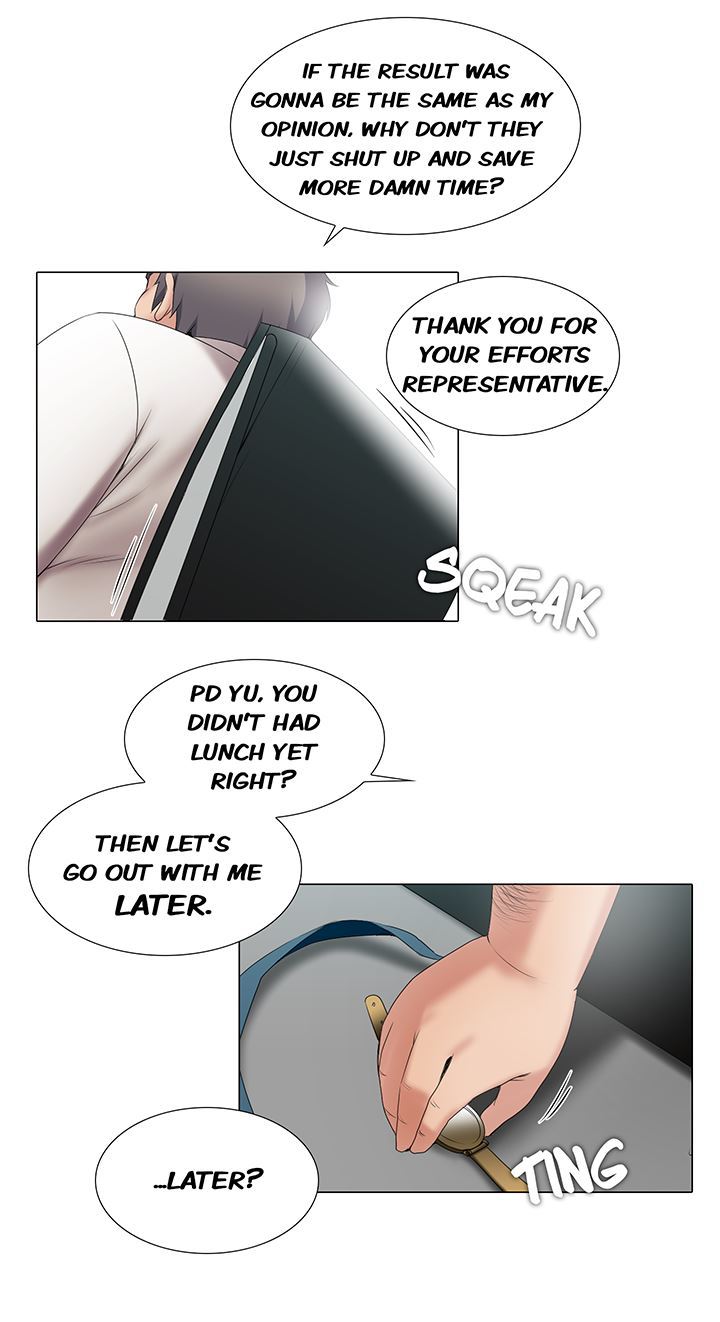 IF THE RESULT WAS
GONNA BE THE SAME AS MY
OPINION, WHY DON'T THEY
JUST SHUT UP AND SAVE
MORE DAMN TIME?
THANK YOU FOR
YOUR EFFORTS
REPRESENTATIVE.
SQEAK
PD YU, YOU
DIDN'T HAD
LUNCH YET
RIGHT?
THEN LET'S
GO OUT WITH ME
LATER.
...LATER?
TING